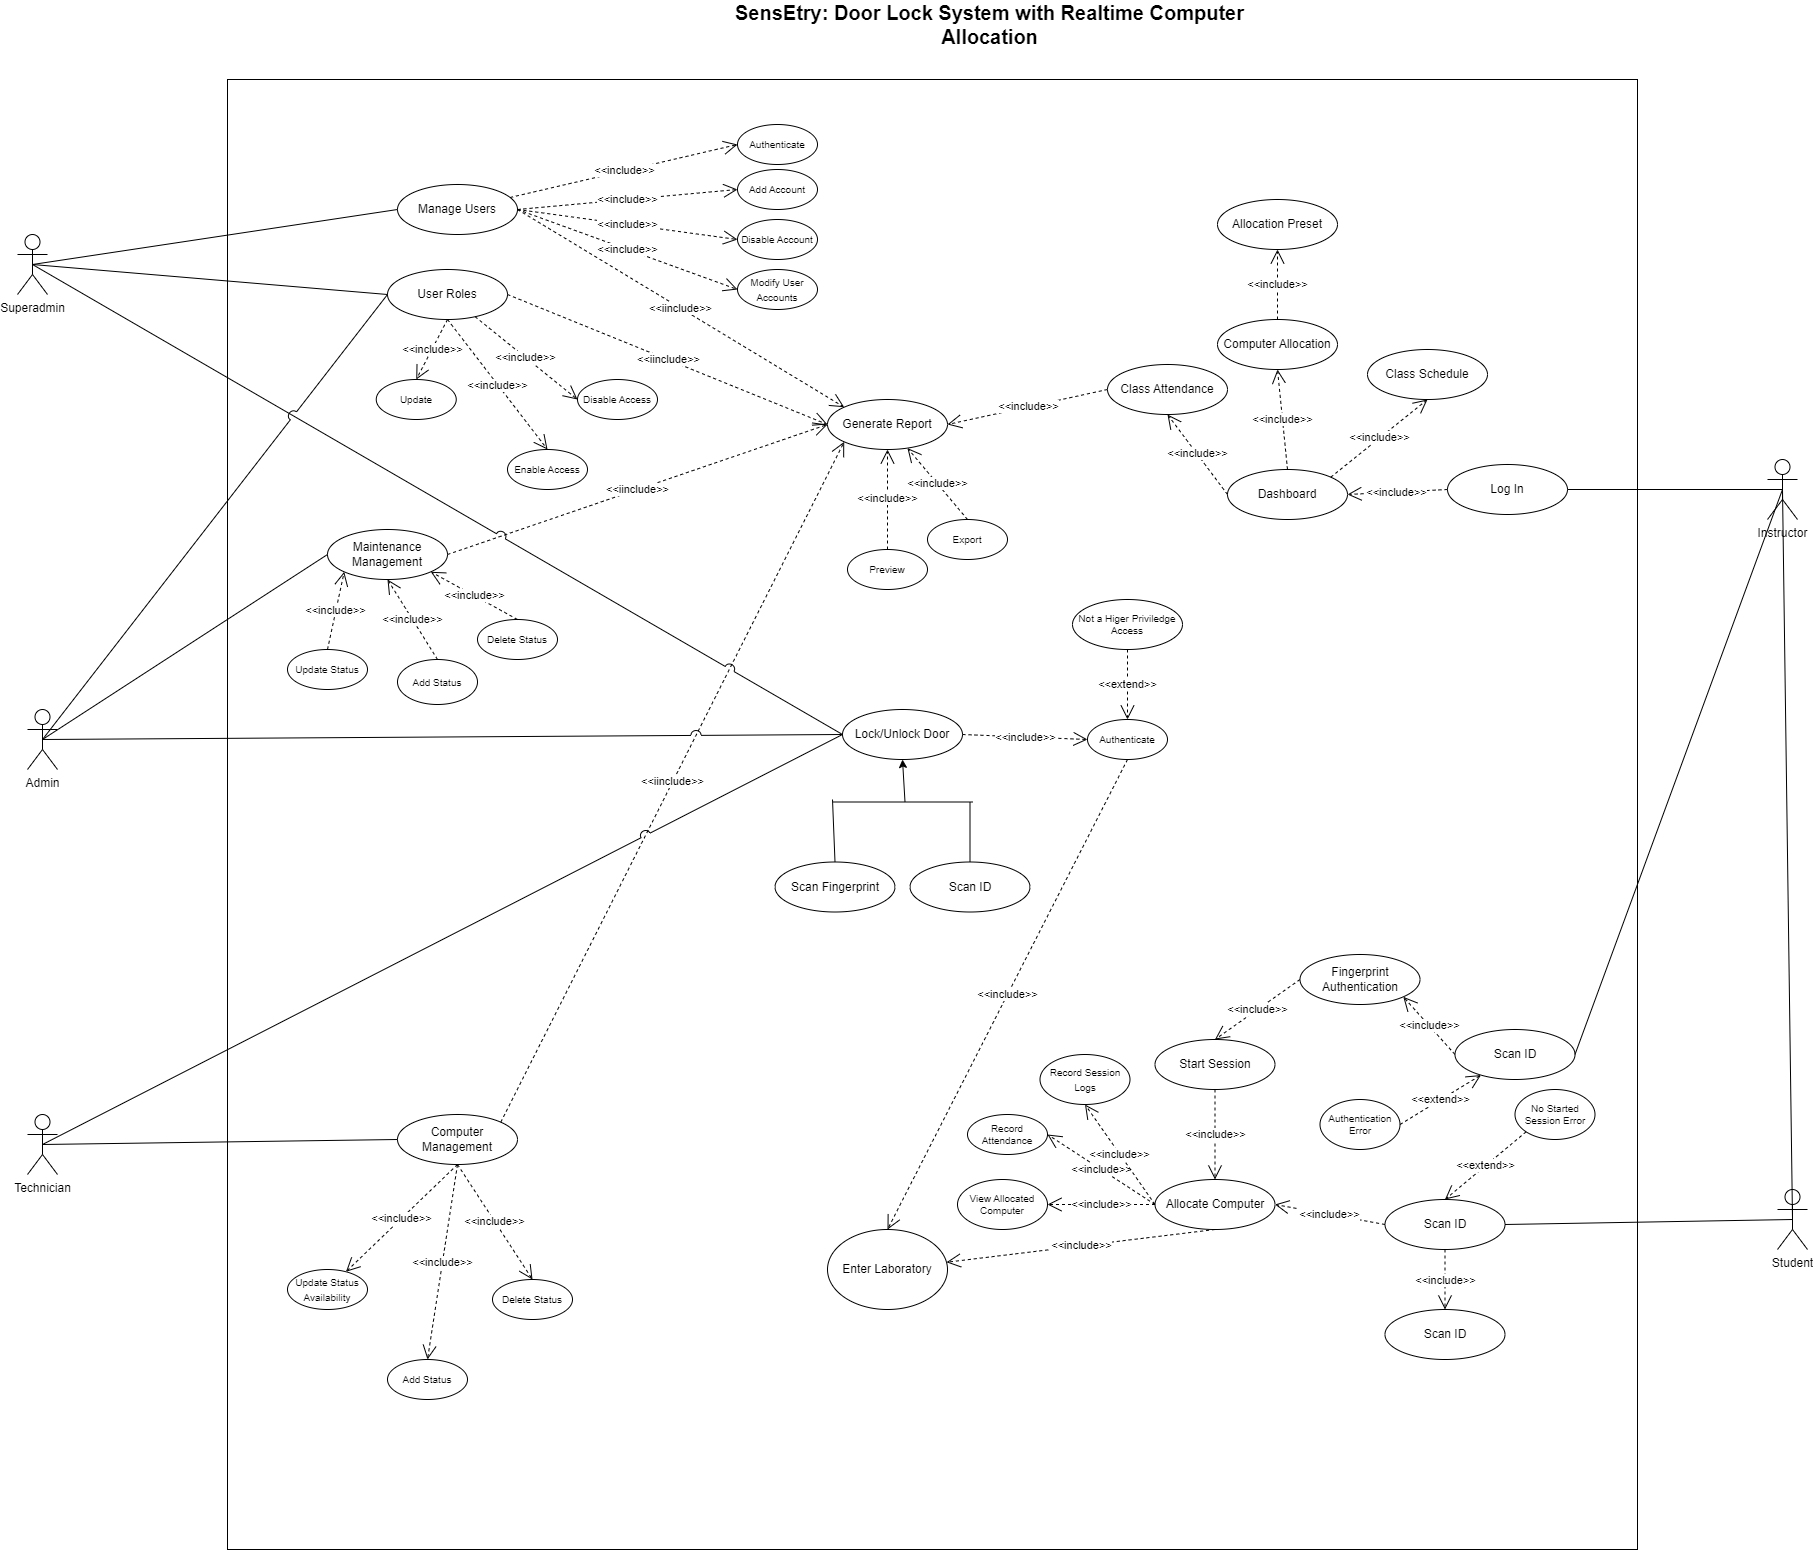 SensEtry: Door Lock System with Realtime Computer
Allocation
Authenticate
<<include>>
Add Account
Manage Users
<<include>>
<<include>>
Disable Account
<<include>>
Modify User
Accounts
<<iinclude>>
Superadmin
User Roles
<<include>>
<<include>>
<<include>>
Update
Disable Access
Enable Access
<<iinclude>>
Allocation Preset
<<include>>
Computer Allocation
Class Schedule
Class Attendance
<<include>>
Generate Report
<<include>>
<<include>>
<<include>>
Dashboard
<<include>>
Log In
Instructor
<<include>>
<<include>>
Export
Preview
<<iinclude>>
Maintenance
Management
<<include>>
<<include>>
<<include>>
Delete Status
Update Status
Add Status
Not a Higer Priviledge
Access
<<extend>>
Lock/Unlock Door
<<include>>
Authenticate
Admin
<<iinclude>>
Scan Fingerprint
Scan ID
<<include>>
Fingerprint
Authentication
<<include>>
<<include>>
Scan ID
Start Session
Record Session
Logs
<<extend>>
Authentication
Error
No Started
Session Error
Record
Attendance
<<include>>
<<include>>
<<include>>
<<extend>>
View Allocated
Computer
<<include>>
Allocate Computer
<<include>>
Scan ID
Student
<<include>>
Enter Laboratory
<<include>>
Scan ID
Technician
Computer
Management
<<include>>
<<include>>
<<include>>
Update Status
Availability
Delete Status
Add Status